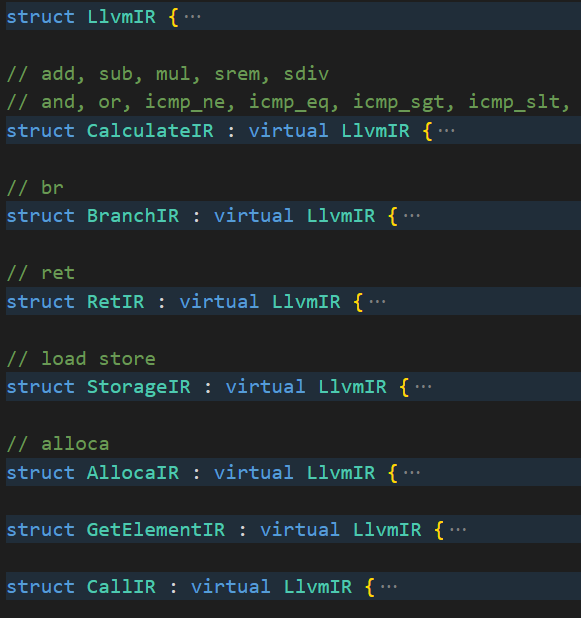 struct LlvmIR { ···
// add, sub, mul, srem, sdiv
// and, or, icmp_ne, icmp_eq, icmp_sgt, icmp_slt,
struct CalculateIR : virtual LlvmIR { ···
// br
struct BranchIR : virtual LlvmIR { ···
// ret
struct RetIR : virtual LlvmIR { ···
// load store
struct StorageIR : virtual LlvmIR { ···
// alloca
struct AllocaIR : virtual LlvmIR { ···
struct GetElementIR : virtual LlvmIR { ···
struct CallIR : virtual LlvmIR { ···